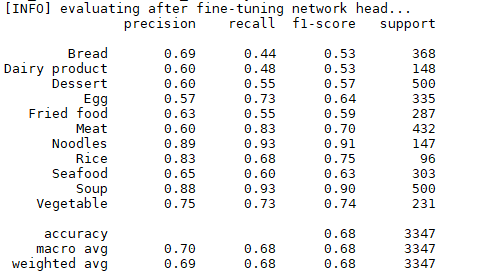 [INFO] evaluating after fine-tuning network head...
precision recall f1-score support
Bread 0.69 0.44 0.53 368
Dairy product 0.60 0.48 0.53 148
Dessert 0.60 0.55 0.57 500
Egg 0.57 0.73 0.64 335
Fried food 0.63 0.55 0.59 287
Meat 0.60 0.83 0.70 432
Noodles 0.89 0.93 0.91 147
Rice 0.83 0.68 0.75 96
Seafood 0.65 0.60 0.63 303
Soup 0.88 0.93 0.90 500
Vegetable 0.75 0.73 0.74 231
accuracy 0.68 3347
macro avg 0.70 0.68 0.68 3347
weighted avg 0.69 0.68 0.68 3347